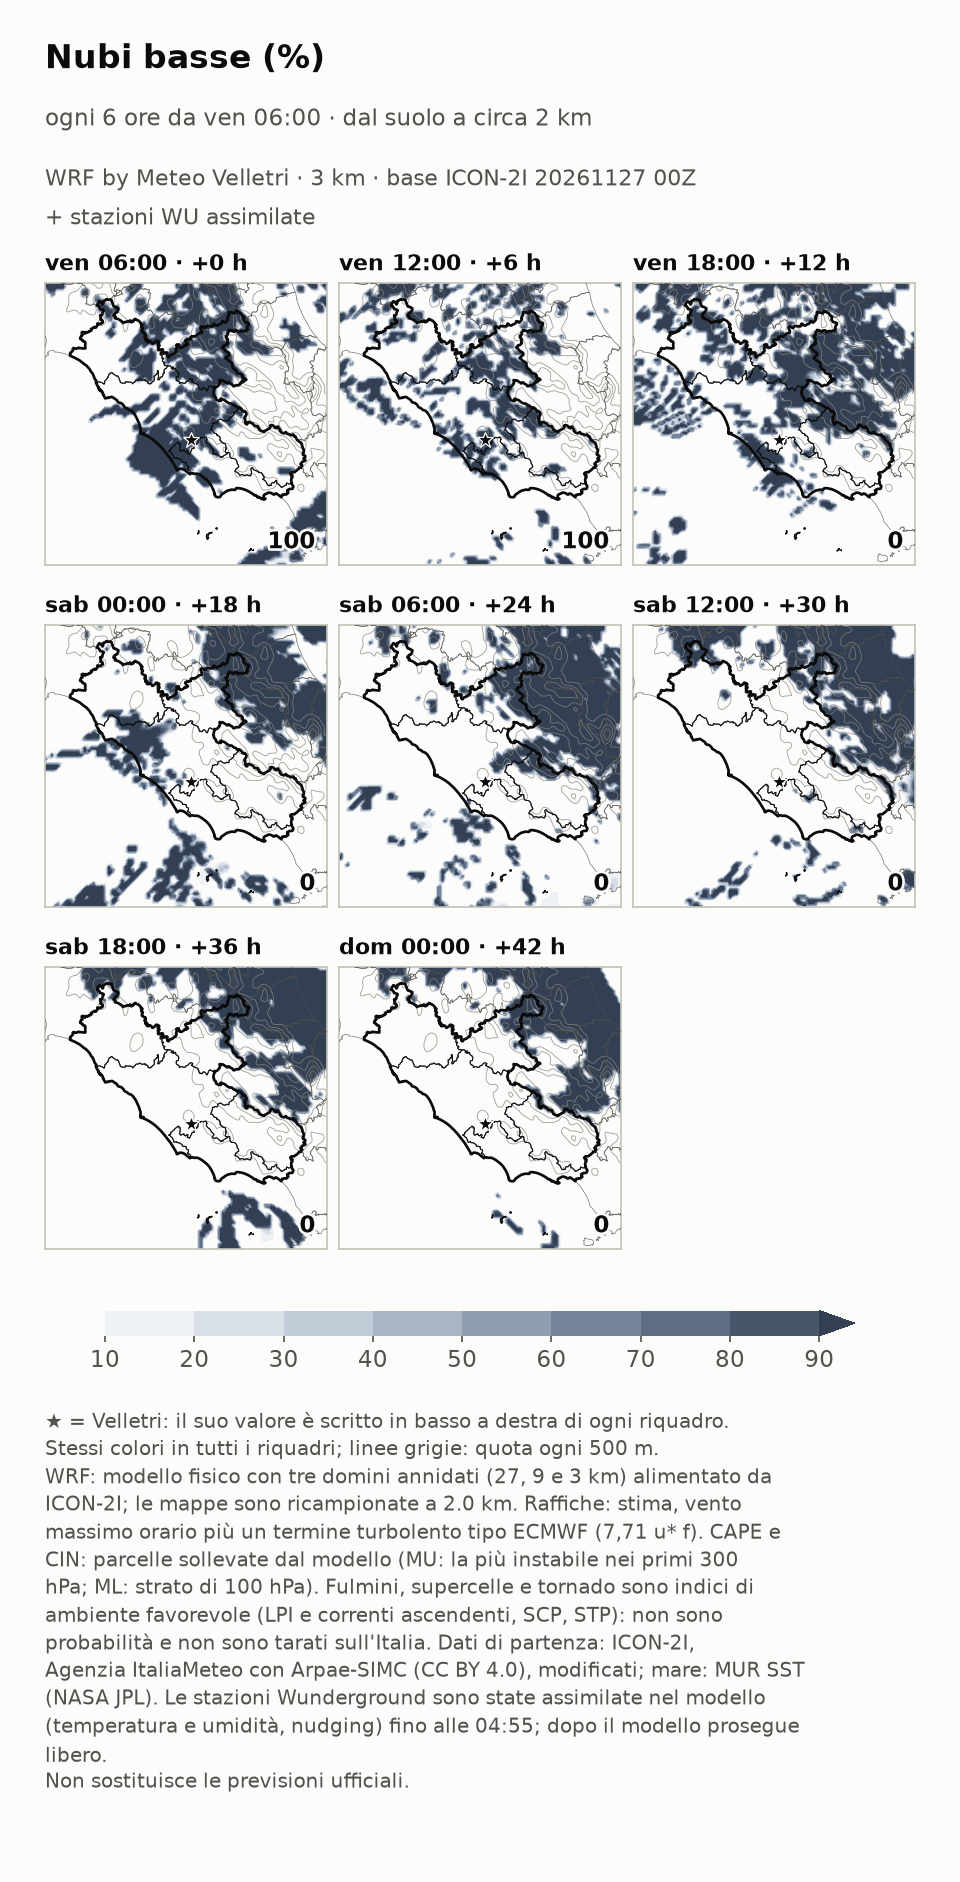 Nubi basse (%)
ogni 6 ore da ven 06:00 · dal suolo a circa 2 km
WRF by Meteo Velletri · 3 km · base ICON-2I 20261127 00Z
+ stazioni WU assimilate
ven 06:00 · +0 h
ven 12:00 · +6 h
ven 18:00 · +12 h
100
100
0
sab 00:00 · +18 h
sab 06:00 · +24 h
sab 12:00 · +30 h
0
0
0
sab 18:00 · +36 h
dom 00:00 · +42 h
0
0
10 20 30 40 50 60 70 80 90
★ = Velletri: il suo valore è scritto in basso a destra di ogni riquadro.
Stessi colori in tutti i riquadri; linee grigie: quota ogni 500 m.
WRF: modello fisico con tre domini annidati (27, 9 e 3 km) alimentato da
ICON-2I; le mappe sono ricampionate a 2.0 km. Raffiche: stima, vento
massimo orario più un termine turbolento tipo ECMWF (7,71 u* f). CAPE e
CIN: parcelle sollevate dal modello (MU: la più instabile nei primi 300
hPa; ML: strato di 100 hPa). Fulmini, supercelle e tornado sono indici di
ambiente favorevole (LPI e correnti ascendenti, SCP, STP): non sono
probabilità e non sono tarati sull'Italia. Dati di partenza: ICON-2I,
Agenzia ItaliaMeteo con Arpae-SIMC (CC BY 4.0), modificati; mare: MUR SST
(NASA JPL). Le stazioni Wunderground sono state assimilate nel modello
(temperatura e umidità, nudging) fino alle 04:55; dopo il modello prosegue
libero.
Non sostituisce le previsioni ufficiali.